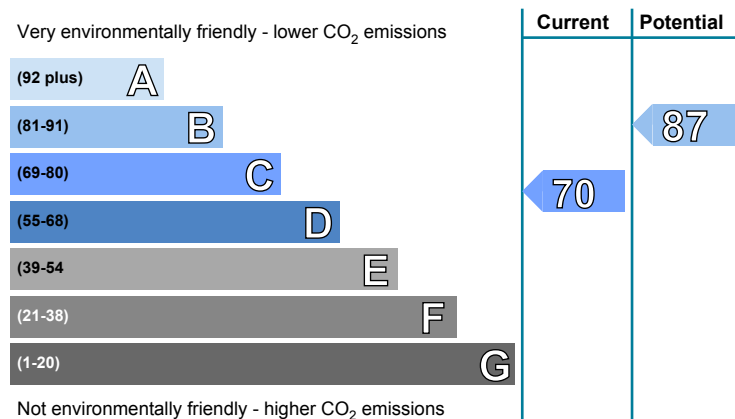 Very environmentally friendly - lower CO2 emissions
Current
Potential
(92 plus) A
(81-91) B
87
(69-80) C
70
(55-68) D
(39-54 E
(21-38) F
(1-20) G
Not environmentally friendly - higher CO2 emissions